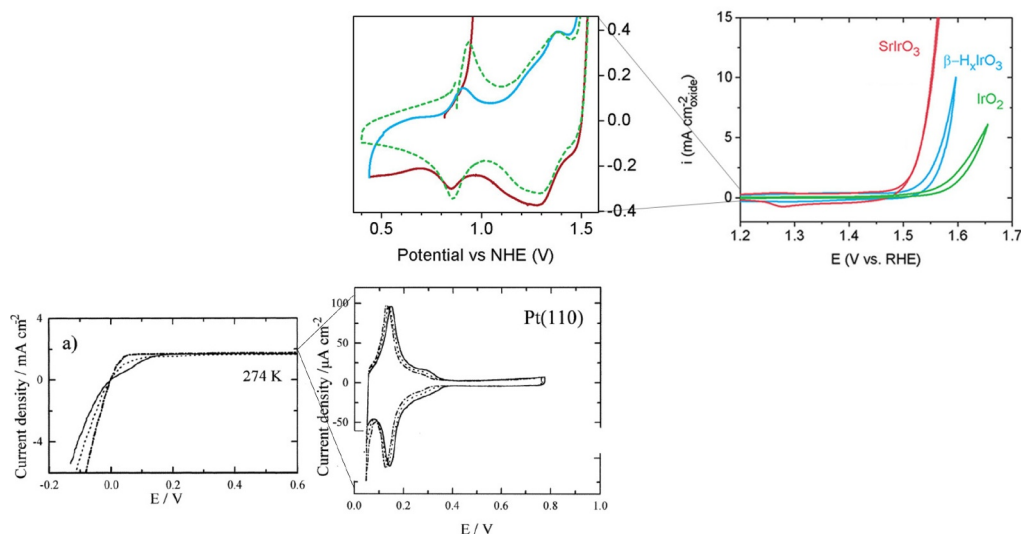 0.4
0.2
0.0
-0.2
-0.4
0.5
1.0
1.5
Potential vs NHE (V)
15
10
5
0
i (mA cm⁻²oxide)
SrIrO₃
β−HₓIrO₃
IrO₂
1.2
1.3
1.4
1.5
1.6
1.7
E (V vs. RHE)
4
0
-4
Current density / mA cm⁻²
a)
274 K
0.0
0.2
0.4
0.6
E / V
100
50
0
-50
Current density /µA cm⁻²
Pt(110)
0.0
0.2
0.4
0.6
0.8
1.0
E / V